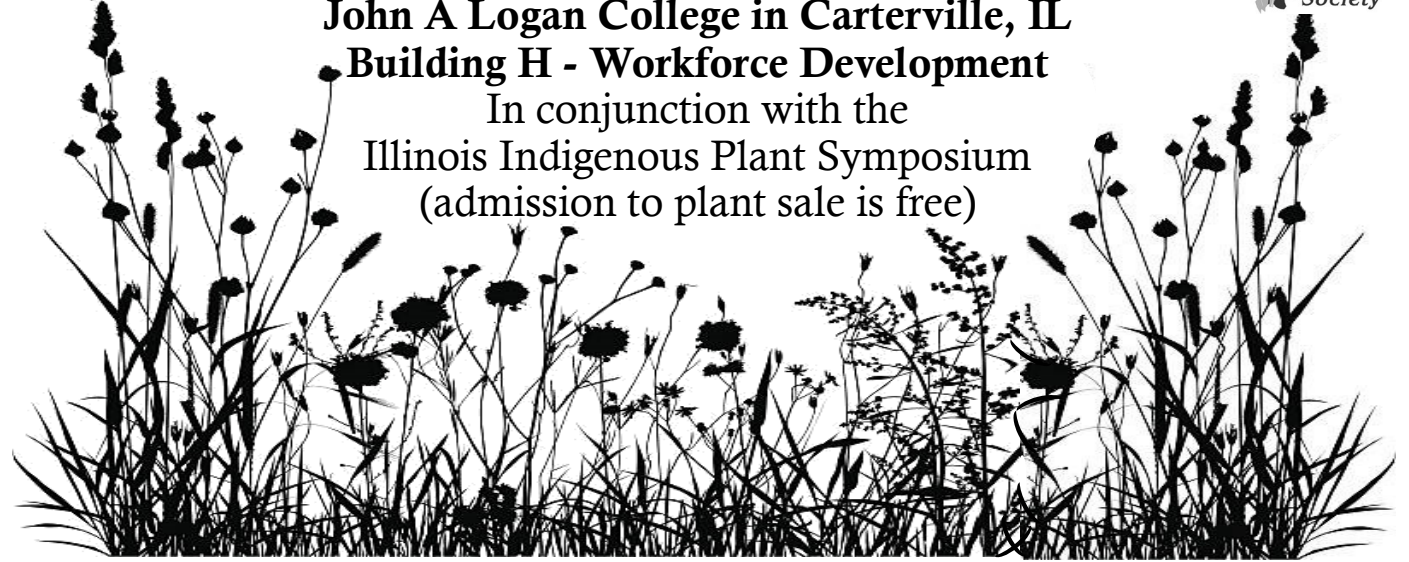 Society
John A Logan College in Carterville, IL
Building H - Workforce Development
In conjunction with the
Illinois Indigenous Plant Symposium
(admission to plant sale is free)